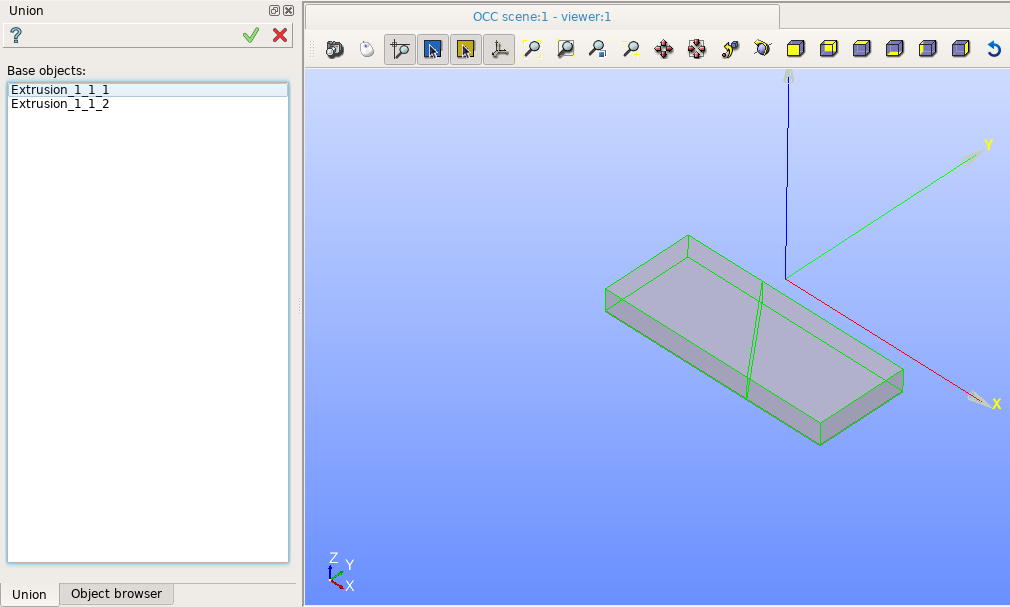 Union
OCC scene:1 - viewer:1
?
Base objects:
Extrusion_1_1_1
Extrusion_1_1_2
Y
X
Z
Y
X
Union
Object browser